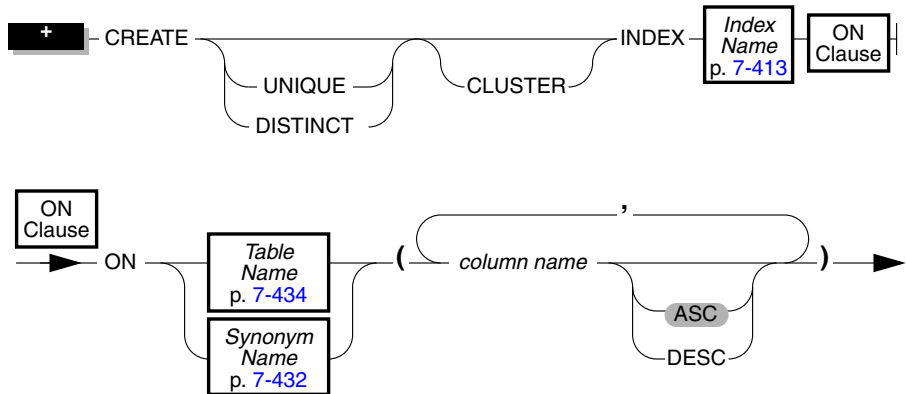 + CREATE INDEX Index Name p. 7-413 ON Clause
UNIQUE CLUSTER
DISTINCT
ON Clause
,
ON Table Name p. 7-434 ( column name )
ASC
Synonym Name p. 7-432 DESC